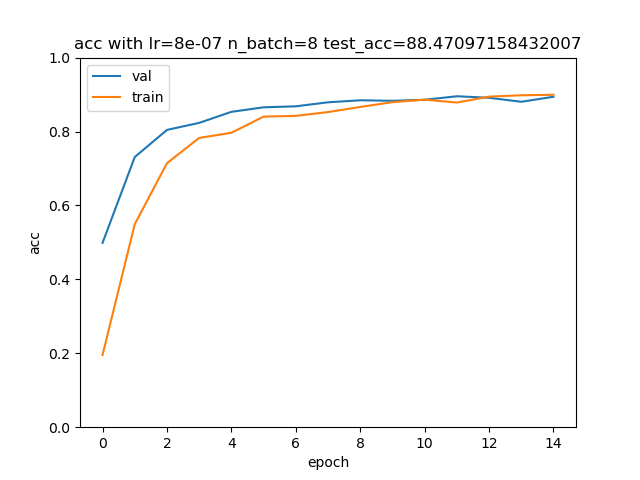 acc with lr=8e-07 n_batch=8 test_acc=88.47097158432007
val
train
1.0
0.8
0.6
0.4
0.2
0.0
acc
0 2 4 6 8 10 12 14
epoch